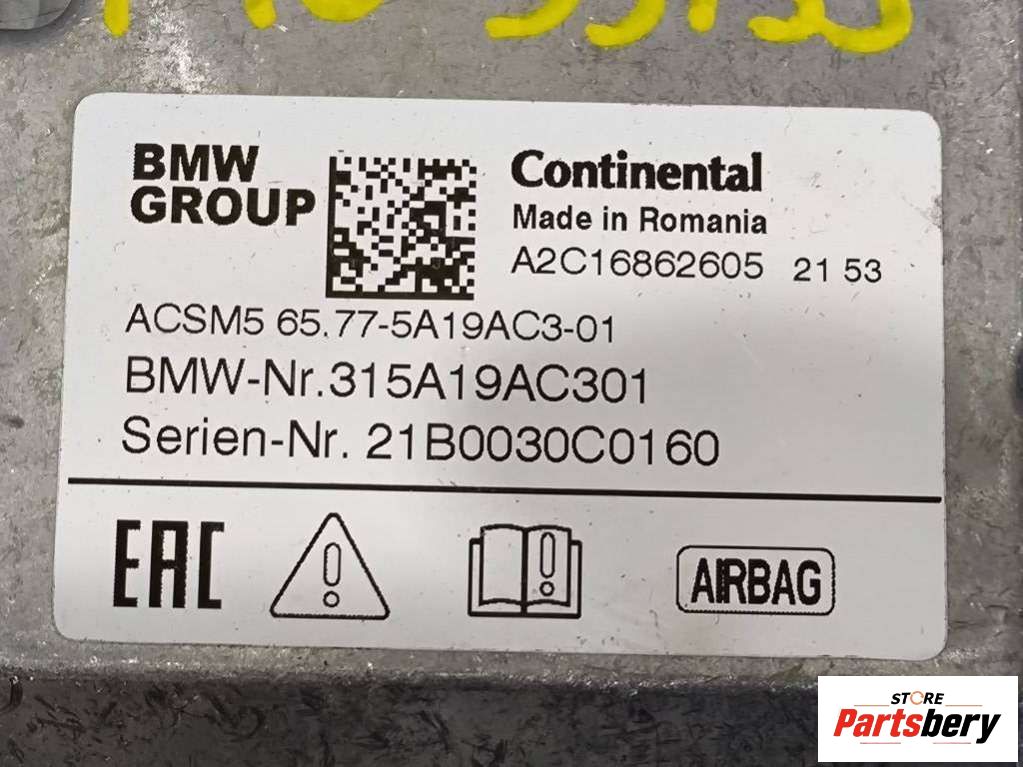 BMW
GROUP
Continental
Made in Romania
A2C16862605 21 53
ACSM5 65.77-5A19AC3-01
BMW-Nr.315A19AC301
Serien-Nr. 21B0030C0160
EAC
AIRBAG
STORE
Partsbery